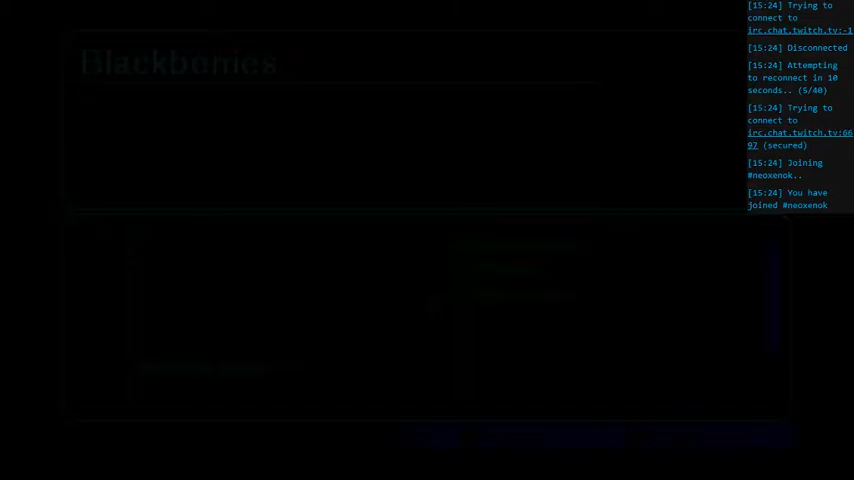 Blackberries
[15:24] Trying to
connect to
irc.chat.twitch.tv:-1
[15:24] Disconnected
[15:24] Attempting
to reconnect in 10
seconds.. (5/40)
[15:24] Trying to
connect to
irc.chat.twitch.tv:66
97 (secured)
[15:24] Joining
#neoxenok..
[15:24] You have
joined #neoxenok